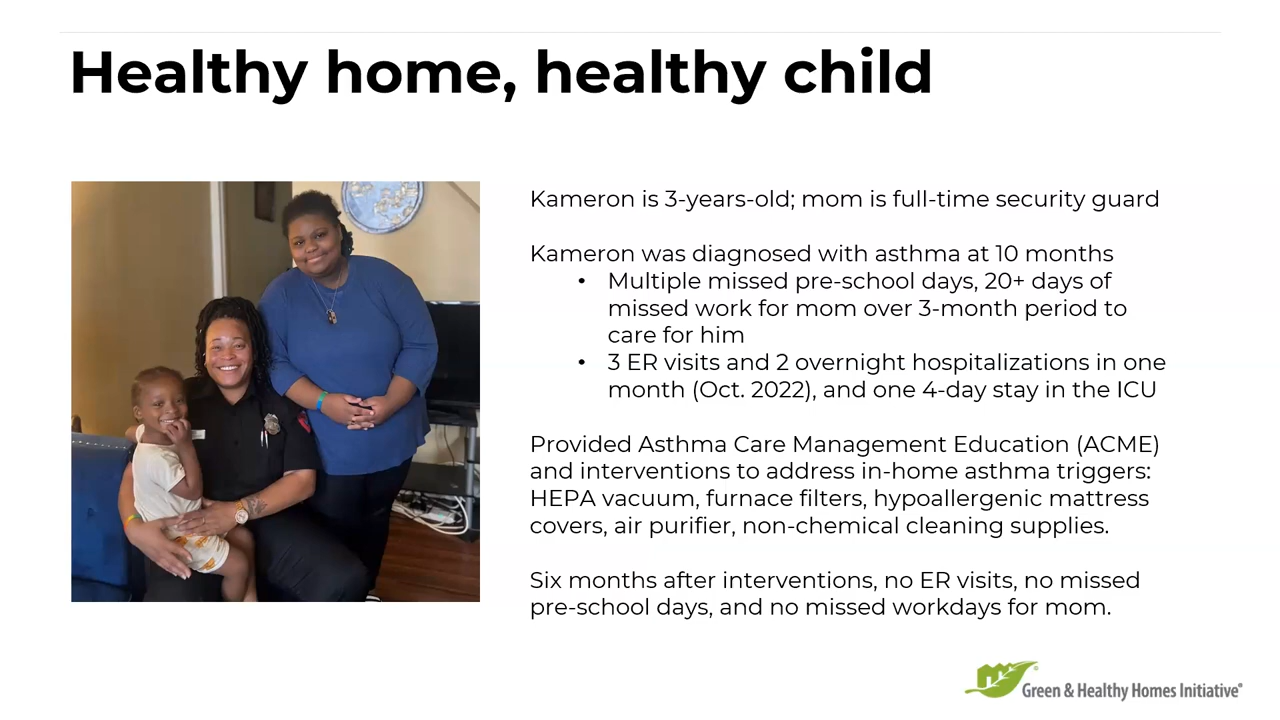 Healthy home, healthy child
Kameron is 3-years-old; mom is full-time security guard
Kameron was diagnosed with asthma at 10 months
• Multiple missed pre-school days, 20+ days of
missed work for mom over 3-month period to
care for him
• 3 ER visits and 2 overnight hospitalizations in one
month (Oct. 2022), and one 4-day stay in the ICU
Provided Asthma Care Management Education (ACME)
and interventions to address in-home asthma triggers:
HEPA vacuum, furnace filters, hypoallergenic mattress
covers, air purifier, non-chemical cleaning supplies.
Six months after interventions, no ER visits, no missed
pre-school days, and no missed workdays for mom.
Green & Healthy Homes Initiative®